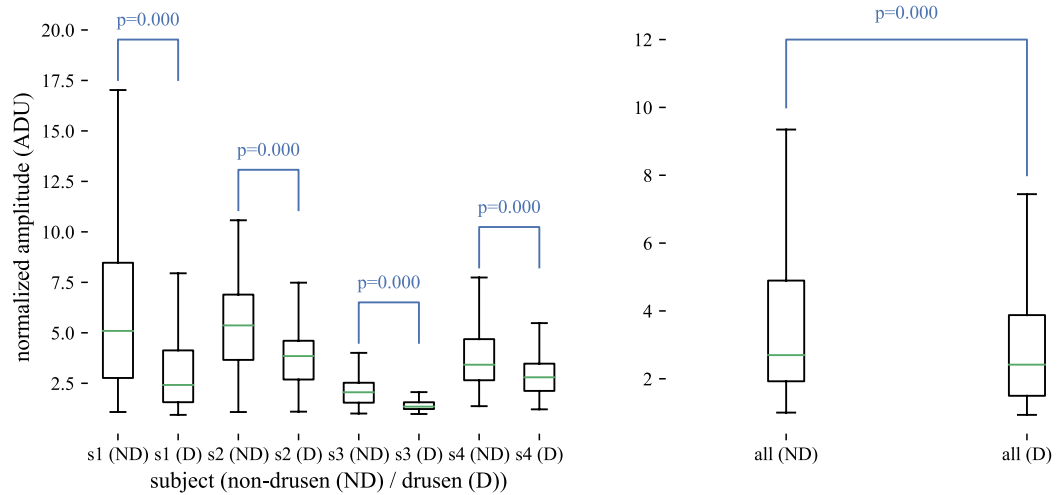 p=0.000
20.0
17.5
15.0
12.5
10.0
7.5
5.0
2.5
normalized amplitude (ADU)
p=0.000
p=0.000
p=0.000
s1 (ND) s1 (D) s2 (ND) s2 (D) s3 (ND) s3 (D) s4 (ND) s4 (D)
subject (non-drusen (ND) / drusen (D))
p=0.000
12
10
8
6
4
2
all (ND) all (D)